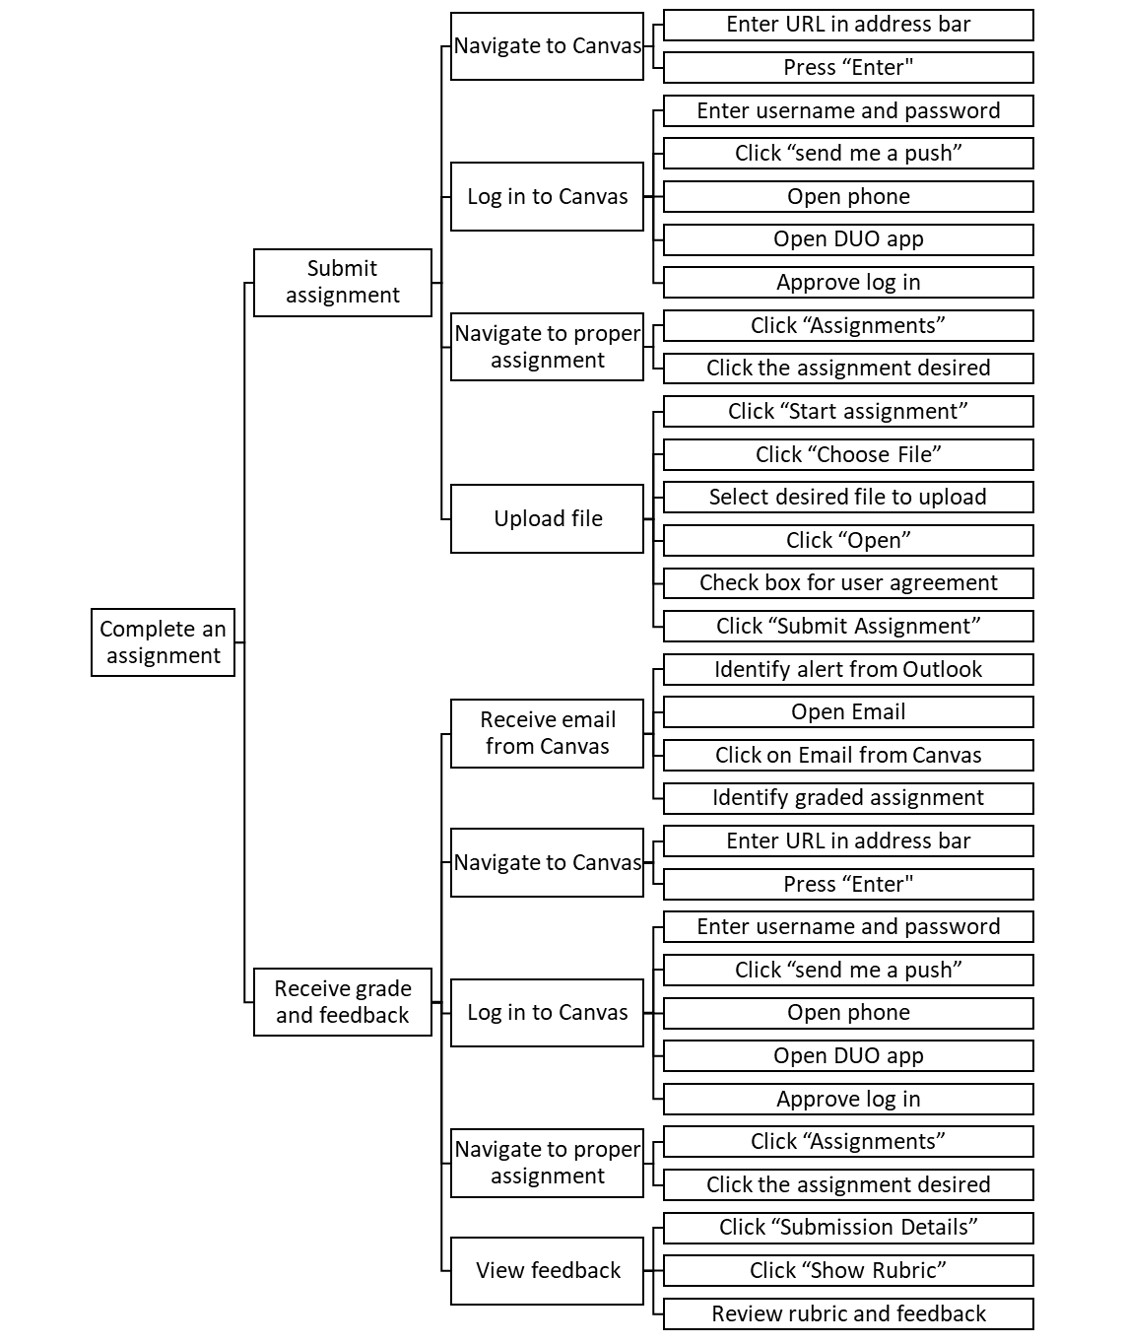 Enter URL in address bar
Navigate to Canvas
Press “Enter"
Enter username and password
Click “send me a push”
Log in to Canvas
Open phone
Open DUO app
Submit
assignment
Approve log in
Click “Assignments”
Navigate to proper
assignment
Click the assignment desired
Click “Start assignment”
Click “Choose File”
Select desired file to upload
Upload file
Click “Open”
Check box for user agreement
Click “Submit Assignment”
Complete an
assignment
Identify alert from Outlook
Receive email
from Canvas
Open Email
Click on Email from Canvas
Identify graded assignment
Enter URL in address bar
Navigate to Canvas
Press “Enter"
Enter username and password
Click “send me a push”
Receive grade
and feedback
Log in to Canvas
Open phone
Open DUO app
Approve log in
Click “Assignments”
Navigate to proper
assignment
Click the assignment desired
Click “Submission Details”
View feedback
Click “Show Rubric”
Review rubric and feedback